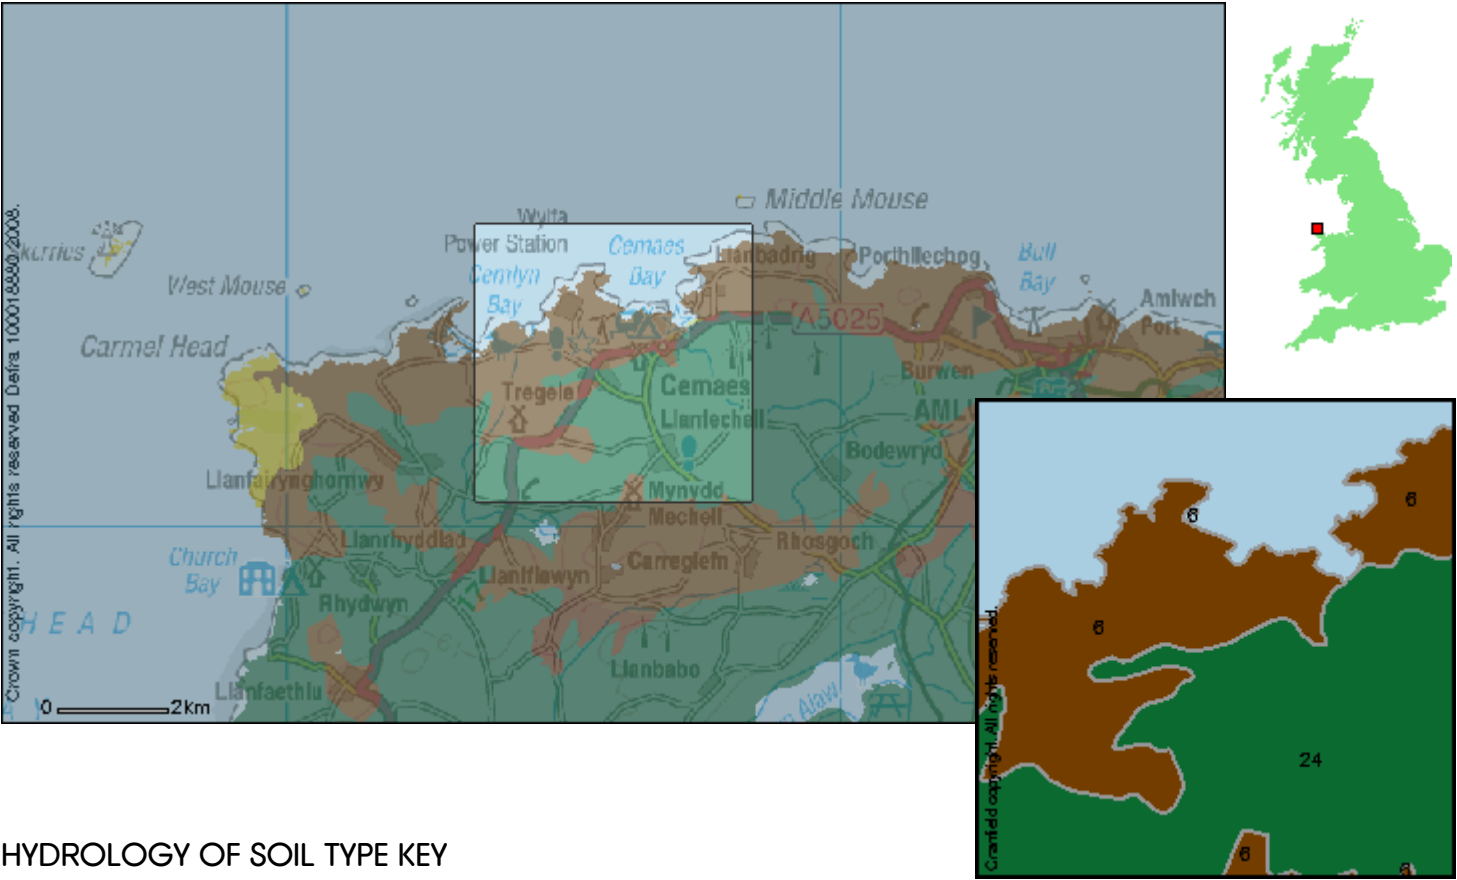 Middle Mouse
Wylfa
Power Station
Cemaes
Bay
Llanbadrig
Porthllechog
Bull
Bay
Cemlyn
Bay
West Mouse
Amlwch
Port
A5025
Carmel Head
Burwen
Tregele
Cemaes
Llanfechell
Bodewryd
Llanfairynghornwy
Mynydd
Mechell
Llanrhyddlad
Rhosgoch
Carreglefn
Church
Bay
Llanfflewyn
Rhydwyn
HEAD
Llanbabo
Alaw
Llanfaethlu
0 2km
Crown copyright. All rights reserved Defra 100018880/2008.
6
6
6
24
6
6
Cranfield copyright. All rights reserved.
HYDROLOGY OF SOIL TYPE KEY